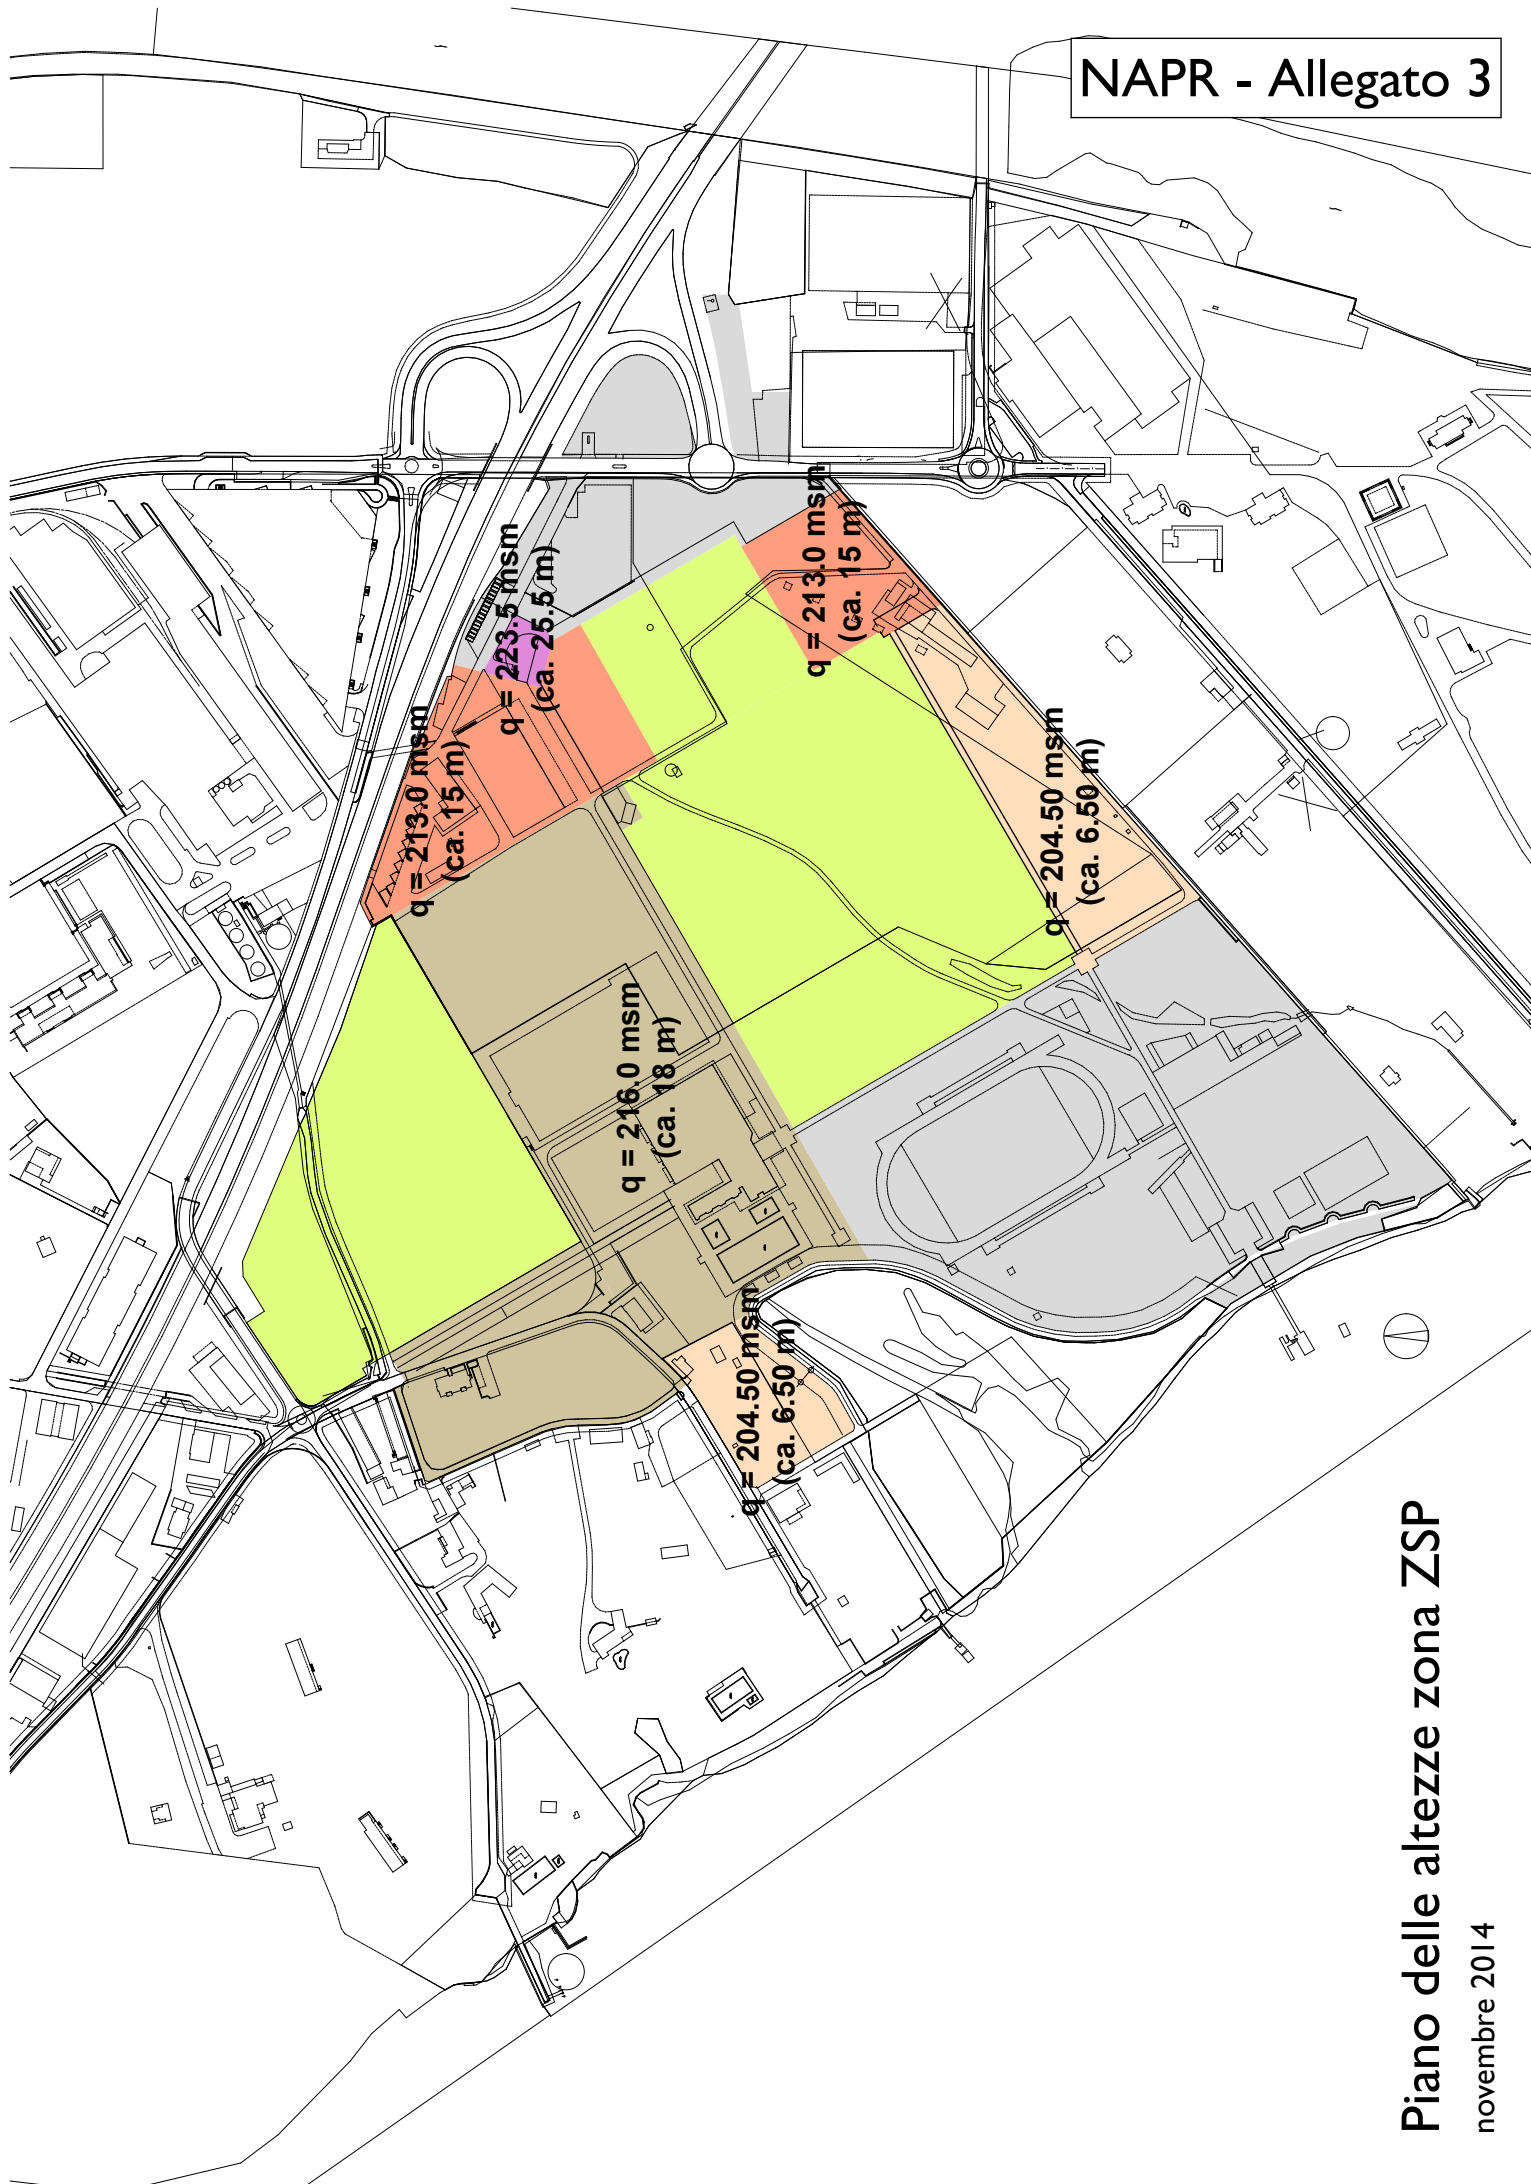 NAPR - Allegato 3
q = 223.5 msm
(ca. 25.5 m)
q = 213.0 msm
(ca. 15 m)
q = 213.0 msm
(ca. 15 m)
q = 204.50 msm
(ca. 6.50 m)
q = 216.0 msm
(ca. 18 m)
q = 204.50 msm
(ca. 6.50 m)
Piano delle altezze zona ZSP
novembre 2014